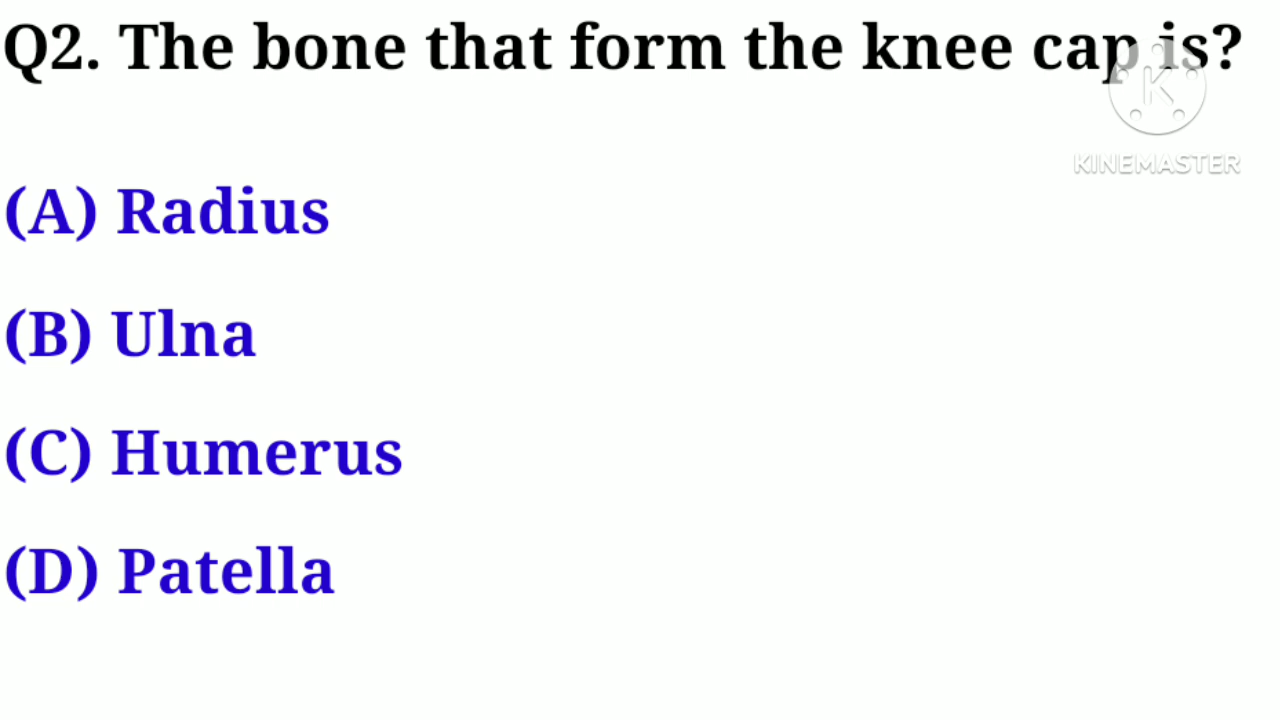 Q2. The bone that form the knee cap is?
K
KINEMASTER
(A) Radius
(B) Ulna
(C) Humerus
(D) Patella